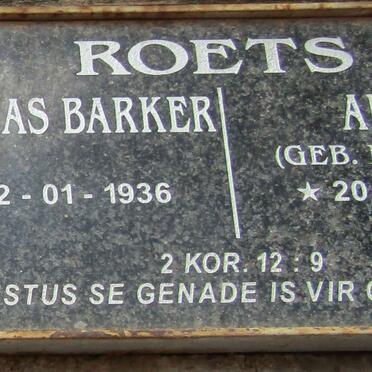 ROETS
AS BARKER
(GEB.
2 - 01 - 1936 ★ 20
2 KOR. 12 : 9
STUS SE GENADE IS VIR